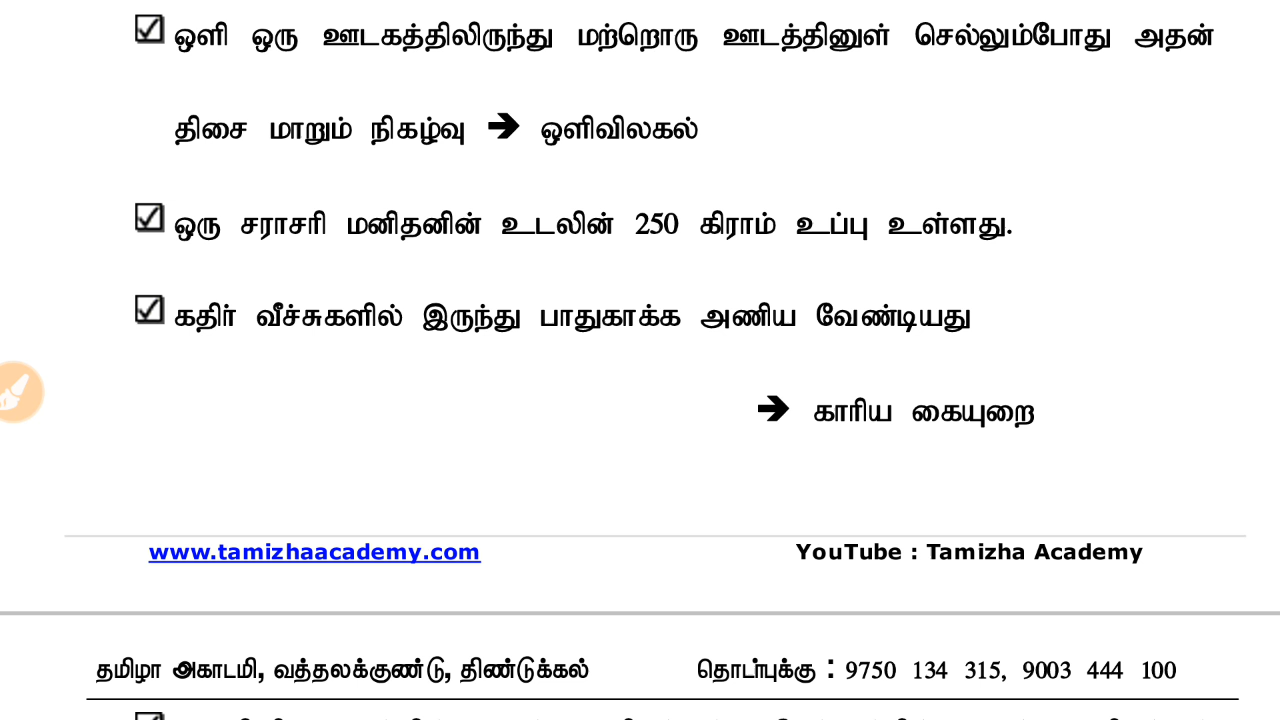 ஒளி ஒரு ஊடகத்திலிருந்து மற்றொரு ஊடத்தினுள் செல்லும்போது அதன்
திசை மாறும் நிகழ்வு ➔ ஒளிவிலகல்
ஒரு சராசரி மனிதனின் உடலின் 250 கிராம் உப்பு உள்ளது.
கதிர் வீச்சுகளில் இருந்து பாதுகாக்க அணிய வேண்டியது
➔ காரிய கையுறை
www.tamizhaacademy.com YouTube : Tamizha Academy
தமிழா அகாடமி, வத்தலக்குண்டு, திண்டுக்கல் தொடர்புக்கு : 9750 134 315, 9003 444 100